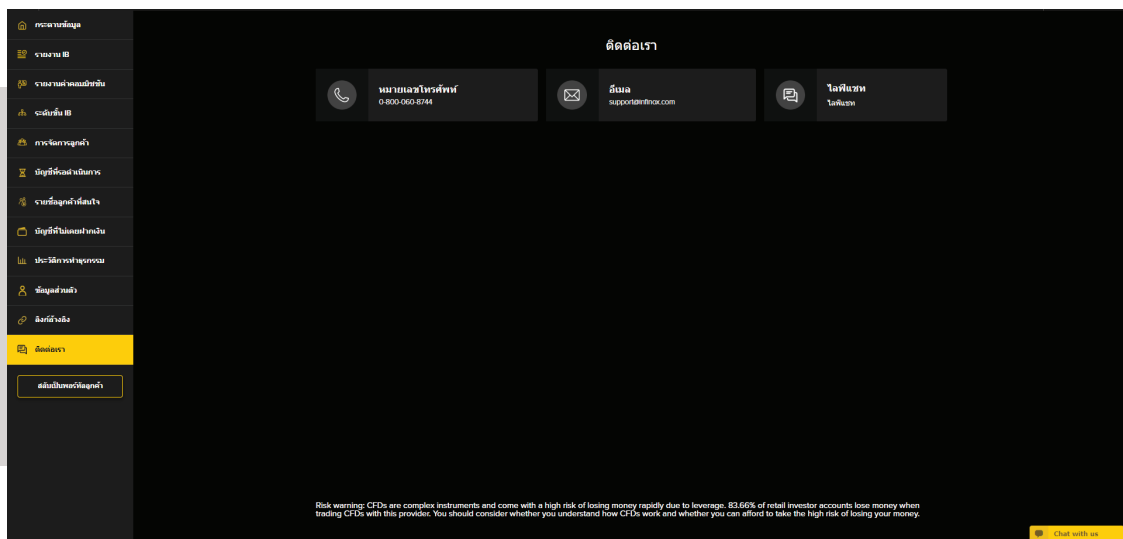 กระดานข้อมูล
รายงาน IB
รายงานค่าคอมมิชชัน
ระดับชั้น IB
การจัดการลูกค้า
บัญชีที่รอดำเนินการ
รายชื่อลูกค้าที่สนใจ
บัญชีที่ไม่เคยฝากเงิน
ประวัติการทำธุรกรรม
ข้อมูลส่วนตัว
ลิงก์อ้างอิง
ติดต่อเรา
สลับเป็นพอร์ทัลลูกค้า
ติดต่อเรา
หมายเลขโทรศัพท์
0-800-060-8744
อีเมล
support@infinox.com
ไลฟ์แชท
ไลฟ์แชท
Risk warning: CFDs are complex instruments and come with a high risk of losing money rapidly due to leverage. 83.66% of retail investor accounts lose money when
trading CFDs with this provider. You should consider whether you understand how CFDs work and whether you can afford to take the high risk of losing your money.
Chat with us